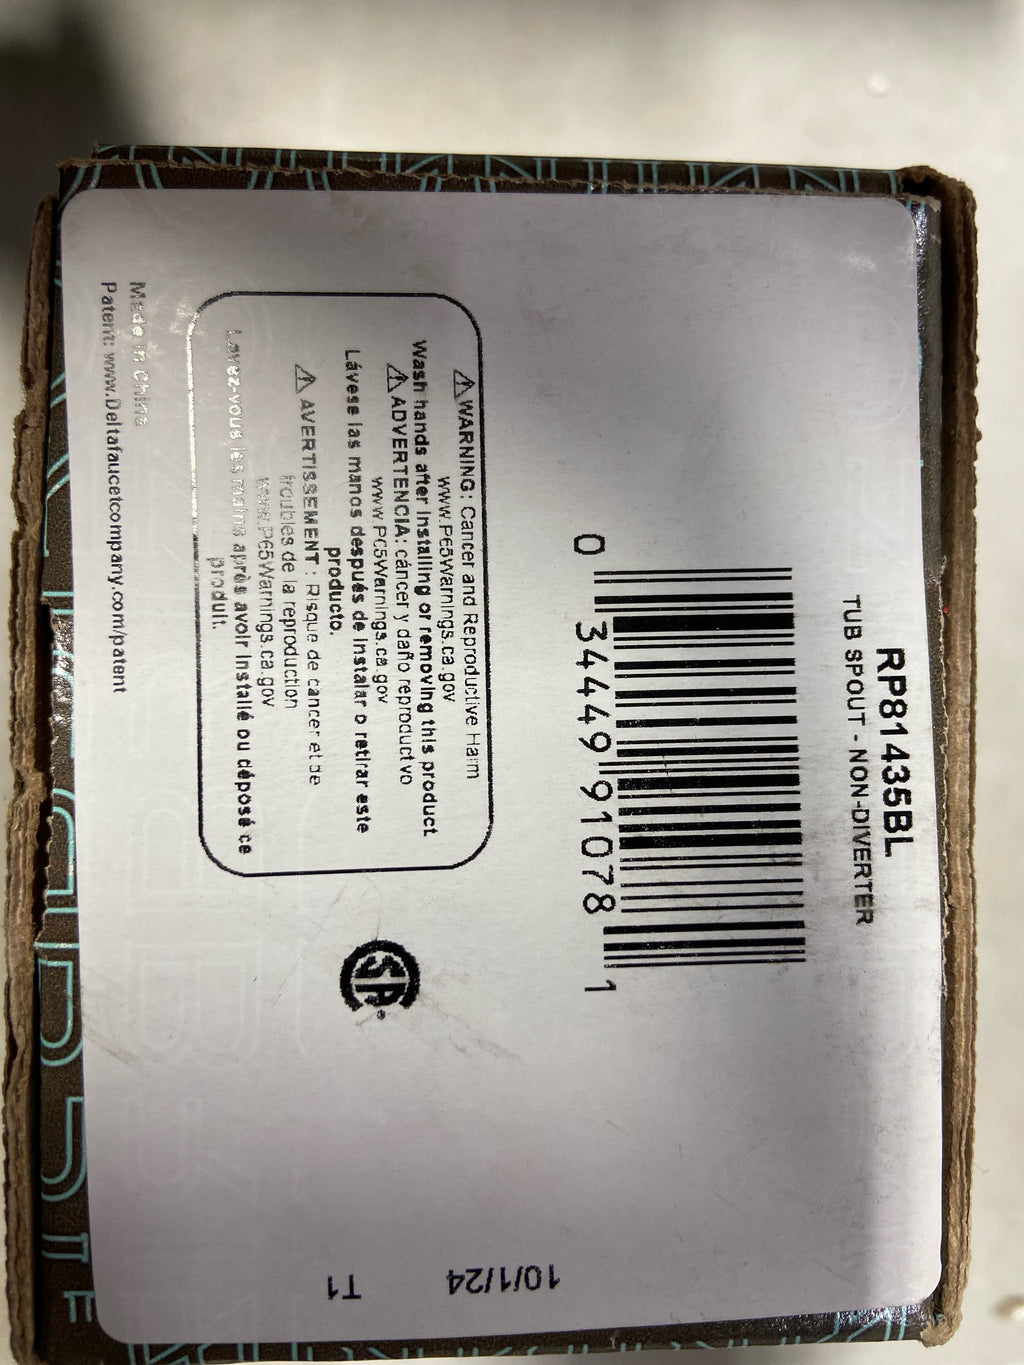 RP81435BL
TUB SPOUT - NON-DIVERTER
0 34449 91078 1
⚠ WARNING: Cancer and Reproductive Harm
www.P65Warnings.ca.gov
Wash hands after installing or removing this product
⚠ ADVERTENCIA: cáncer y daño reproductivo
www.P65Warnings.ca.gov
Lávese las manos después de instalar o retirar este
producto.
⚠ AVERTISSEMENT : Risque de cancer et de
troubles de la reproduction
www.P65Warnings.ca.gov
Lavez-vous les mains après avoir installé ou déposé ce
produit.
Made in China
Patent: www.Deltafaucetcompany.com/patent
SA®
10/1/24
T1